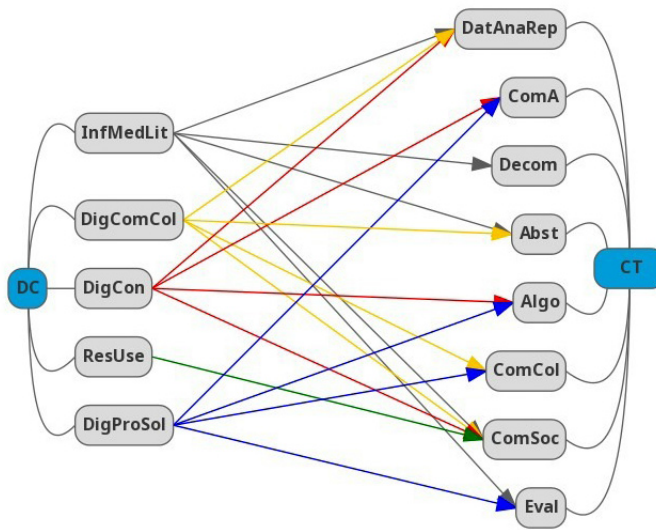 DatAnaRep
ComA
InfMedLit
Decom
DigComCol
Abst
DC
DigCon
CT
Algo
ResUse
ComCol
DigProSol
ComSoc
Eval